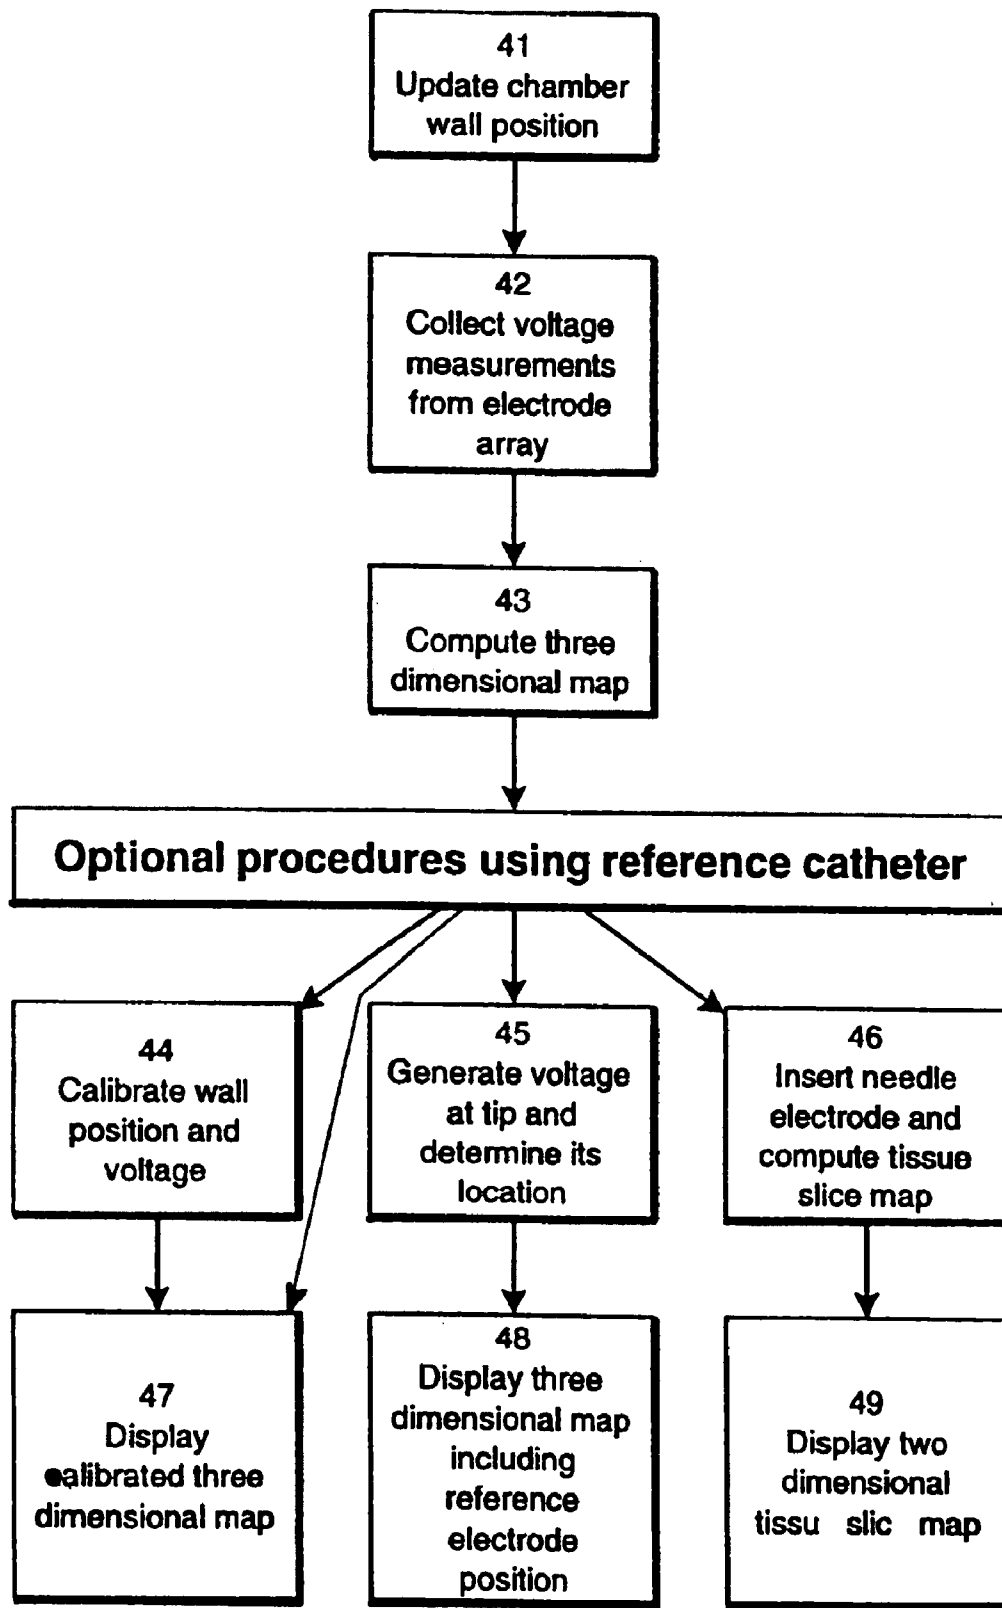 41
Update chamber
wall position
42
Collect voltage
measurements
from electrode
array
43
Compute three
dimensional map
Optional procedures using reference catheter
44
Calibrate wall
position and
voltage
45
Generate voltage
at tip and
determine its
location
46
Insert needle
electrode and
compute tissue
slice map
47
Display
calibrated three
dimensional map
48
Display three
dimensional map
including
reference
electrode
position
49
Display two
dimensional
tissu slic map